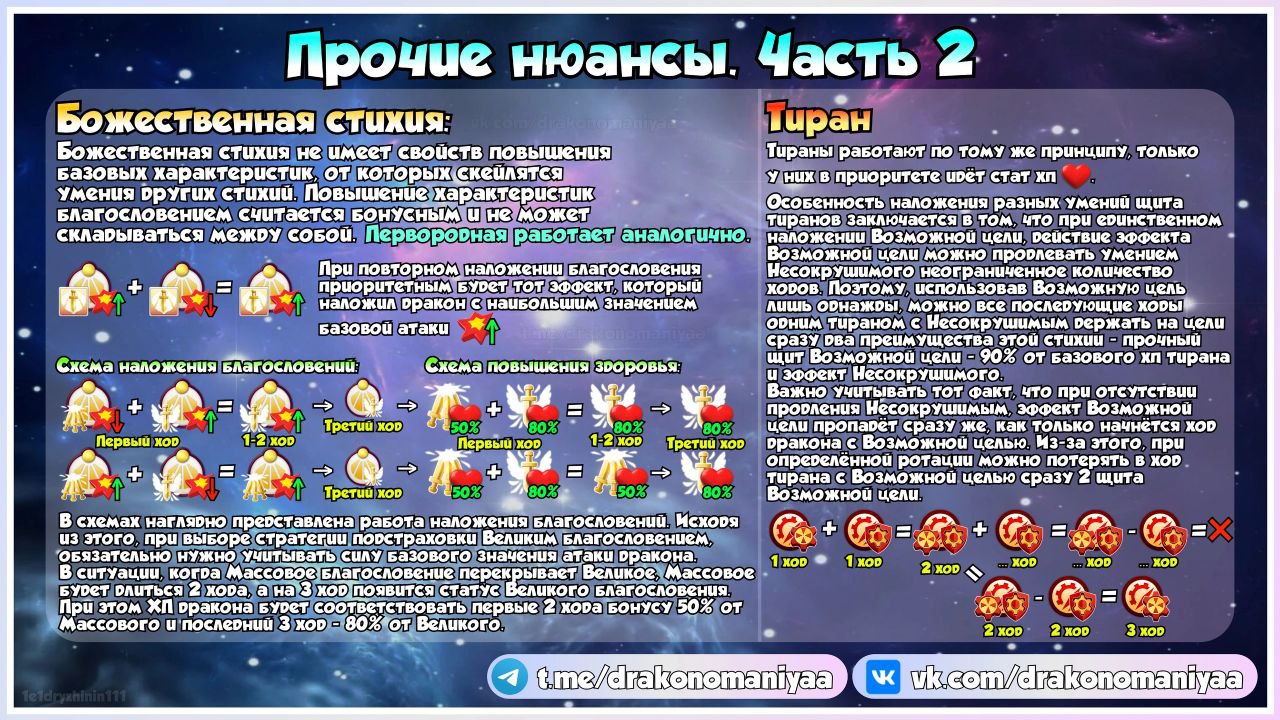 Прочие нюансы. Часть 2
Божественная стихия:
Божественная стихия не имеет свойств повышения
базовых характеристик, от которых скейлятся
умения других стихий. Повышение характеристик
благословением считается бонусным и не может
складываться между собой. Первородная работает аналогично.
+ =
При повторном наложении благословения
приоритетным будет тот эффект, который
наложил дракон с наибольшим значением
базовой атаки
Схема наложения благословений:
+ = → →
Первый ход 1-2 ход Третий ход
+ = → →
Третий ход
Схема повышения здоровья:
50% + 80% = 80% → 80%
Первый ход 1-2 ход Третий ход
50% + 80% = 50% → 80%
В схемах наглядно представлена работа наложения благословений. Исходя
из этого, при выборе стратегии подстраховки Великим благословением,
обязательно нужно учитывать силу базового значения атаки дракона.
В ситуации, когда Массовое благословение перекрывает Великое, Массовое
будет длиться 2 хода, а на 3 ход появится статус Великого благословения.
При этом ХП дракона будет соответствовать первые 2 хода бонусу 50% от
Массового и последний 3 ход - 80% от Великого.
Тиран
Тираны работают по тому же принципу, только
у них в приоритете идёт стат хп .
Особенность наложения разных умений щита
тиранов заключается в том, что при единственном
наложении Возможной цели, действие эффекта
Возможной цели можно продлевать умением
Несокрушимого неограниченное количество
ходов. Поэтому, использовав Возможную цель
лишь однажды, можно все последующие ходы
одним тираном с Несокрушимым держать на цели
сразу два преимущества этой стихии - прочный
щит Возможной цели - 90% от базового хп тирана
и эффект Несокрушимого.
Важно учитывать тот факт, что при отсутствии
продления Несокрушимым, эффект Возможной
цели пропадёт сразу же, как только начнётся ход
дракона с Возможной целью. Из-за этого, при
определённой ротации можно потерять в ход
тирана с Возможной целью сразу 2 щита
Возможной цели.
+ = + = - =
1 ход 1 ход 2 ход ... ход ... ход ... ход
= - =
2 ход 2 ход 3 ход
t.me/drakonomaniyaa
vk.com/drakonomaniyaa
vk.com/drakonomaniyaa
t.me/drakonomaniyaa